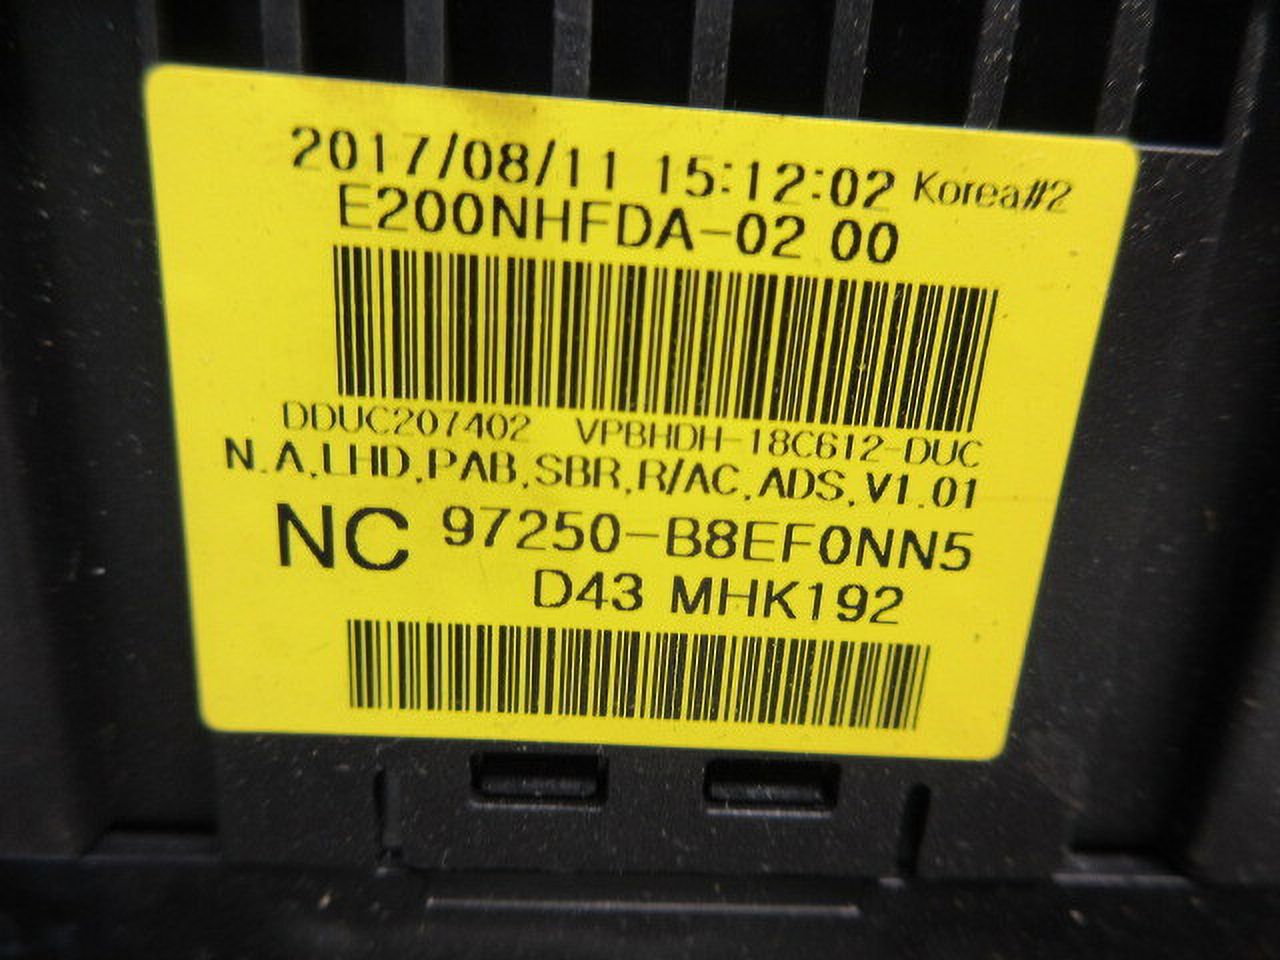 2017/08/11 15:12:02 Korea#2
E200NHFDA-02 00
DDUC207402 VPBHDH-18C612-DUC
N.A,LHD,PAB,SBR,R/AC,ADS,V1.01
NC 97250-B8EF0NN5
D43 MHK192